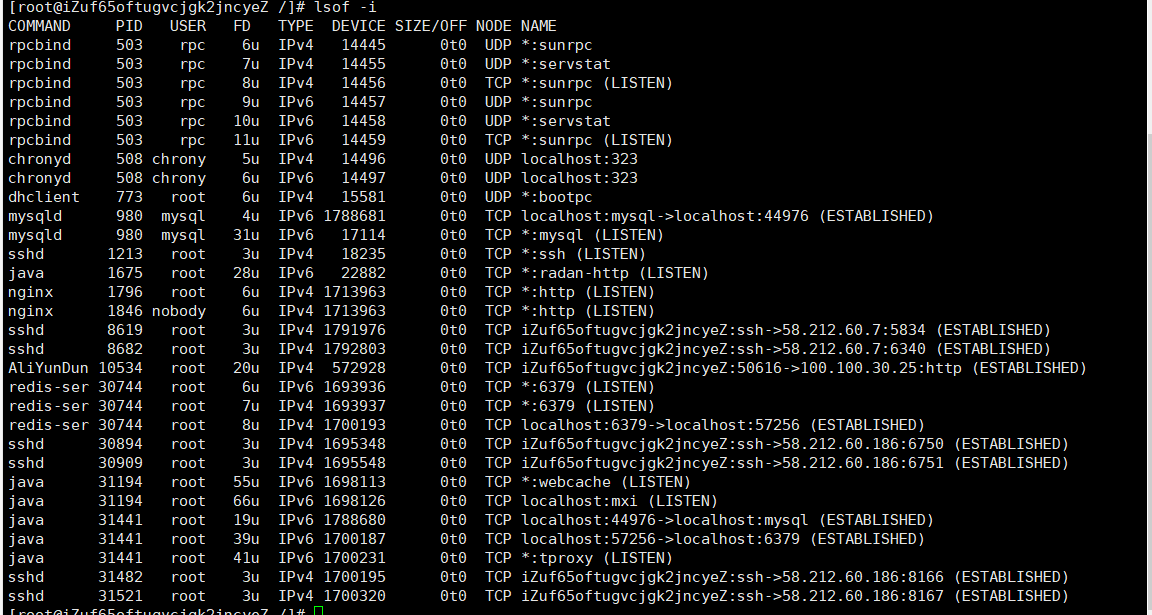 [root@iZuf65oftugvcjgk2jncyeZ /]# lsof -i
COMMAND     PID   USER   FD   TYPE  DEVICE SIZE/OFF NODE NAME
rpcbind     503    rpc    6u  IPv4   14445      0t0  UDP *:sunrpc
rpcbind     503    rpc    7u  IPv4   14455      0t0  UDP *:servstat
rpcbind     503    rpc    8u  IPv4   14456      0t0  TCP *:sunrpc (LISTEN)
rpcbind     503    rpc    9u  IPv6   14457      0t0  UDP *:sunrpc
rpcbind     503    rpc   10u  IPv6   14458      0t0  UDP *:servstat
rpcbind     503    rpc   11u  IPv6   14459      0t0  TCP *:sunrpc (LISTEN)
chronyd     508 chrony    5u  IPv4   14496      0t0  UDP localhost:323
chronyd     508 chrony    6u  IPv6   14497      0t0  UDP localhost:323
dhclient    773   root    6u  IPv4   15581      0t0  UDP *:bootpc
mysqld      980  mysql    4u  IPv6 1788681      0t0  TCP localhost:mysql->localhost:44976 (ESTABLISHED)
mysqld      980  mysql   31u  IPv6   17114      0t0  TCP *:mysql (LISTEN)
sshd       1213   root    3u  IPv4   18235      0t0  TCP *:ssh (LISTEN)
java       1675   root   28u  IPv6   22882      0t0  TCP *:radan-http (LISTEN)
nginx      1796   root    6u  IPv4 1713963      0t0  TCP *:http (LISTEN)
nginx      1846 nobody    6u  IPv4 1713963      0t0  TCP *:http (LISTEN)
sshd       8619   root    3u  IPv4 1791976      0t0  TCP iZuf65oftugvcjgk2jncyeZ:ssh->58.212.60.7:5834 (ESTABLISHED)
sshd       8682   root    3u  IPv4 1792803      0t0  TCP iZuf65oftugvcjgk2jncyeZ:ssh->58.212.60.7:6340 (ESTABLISHED)
AliYunDun 10534   root   20u  IPv4  572928      0t0  TCP iZuf65oftugvcjgk2jncyeZ:50616->100.100.30.25:http (ESTABLISHED)
redis-ser 30744   root    6u  IPv6 1693936      0t0  TCP *:6379 (LISTEN)
redis-ser 30744   root    7u  IPv4 1693937      0t0  TCP *:6379 (LISTEN)
redis-ser 30744   root    8u  IPv4 1700193      0t0  TCP localhost:6379->localhost:57256 (ESTABLISHED)
sshd      30894   root    3u  IPv4 1695348      0t0  TCP iZuf65oftugvcjgk2jncyeZ:ssh->58.212.60.186:6750 (ESTABLISHED)
sshd      30909   root    3u  IPv4 1695548      0t0  TCP iZuf65oftugvcjgk2jncyeZ:ssh->58.212.60.186:6751 (ESTABLISHED)
java      31194   root   55u  IPv6 1698113      0t0  TCP *:webcache (LISTEN)
java      31194   root   66u  IPv6 1698126      0t0  TCP localhost:mxi (LISTEN)
java      31441   root   19u  IPv6 1788680      0t0  TCP localhost:44976->localhost:mysql (ESTABLISHED)
java      31441   root   39u  IPv6 1700187      0t0  TCP localhost:57256->localhost:6379 (ESTABLISHED)
java      31441   root   41u  IPv6 1700231      0t0  TCP *:tproxy (LISTEN)
sshd      31482   root    3u  IPv4 1700195      0t0  TCP iZuf65oftugvcjgk2jncyeZ:ssh->58.212.60.186:8166 (ESTABLISHED)
sshd      31521   root    3u  IPv4 1700320      0t0  TCP iZuf65oftugvcjgk2jncyeZ:ssh->58.212.60.186:8167 (ESTABLISHED)
[root@iZuf65oftugvcjgk2jncyeZ /]#